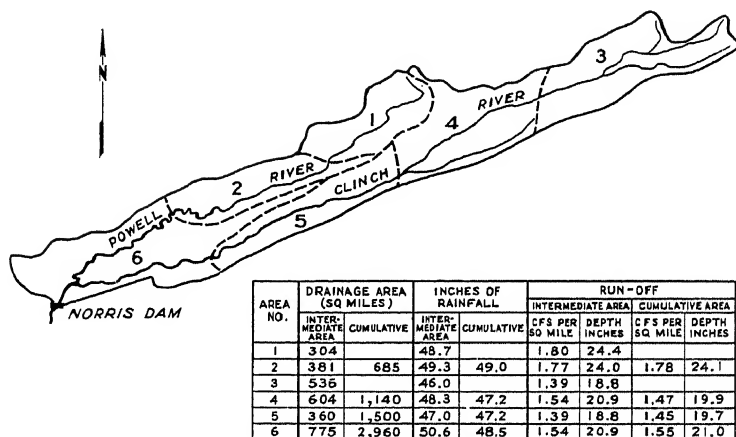 N
3
RIVER
4
1
RIVER
2
CLINCH
POWELL
5
6
NORRIS DAM
AREA NO. DRAINAGE AREA (SQ MILES) INCHES OF RAINFALL RUN-OFF
INTERMEDIATE AREA CUMULATIVE AREA
INTER-MEDIATE AREA CUMULATIVE INTER-MEDIATE AREA CUMULATIVE CFS PER SQ MILE DEPTH INCHES CFS PER SQ MILE DEPTH INCHES
1 304 48.7 1.80 24.4
2 381 685 49.3 49.0 1.77 24.0 1.78 24.1
3 536 46.0 1.39 18.8
4 604 1,140 48.3 47.2 1.54 20.9 1.47 19.9
5 360 1,500 47.0 47.2 1.39 18.8 1.45 19.7
6 775 2,960 50.6 48.5 1.54 20.9 1.55 21.0